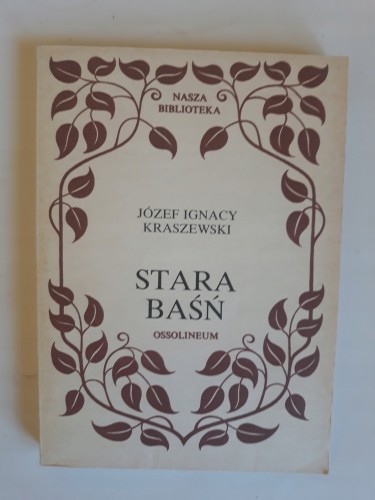 NASZA
BIBLIOTEKA
JÓZEF IGNACY
KRASZEWSKI
STARA
BAŚŃ
OSSOLINEUM